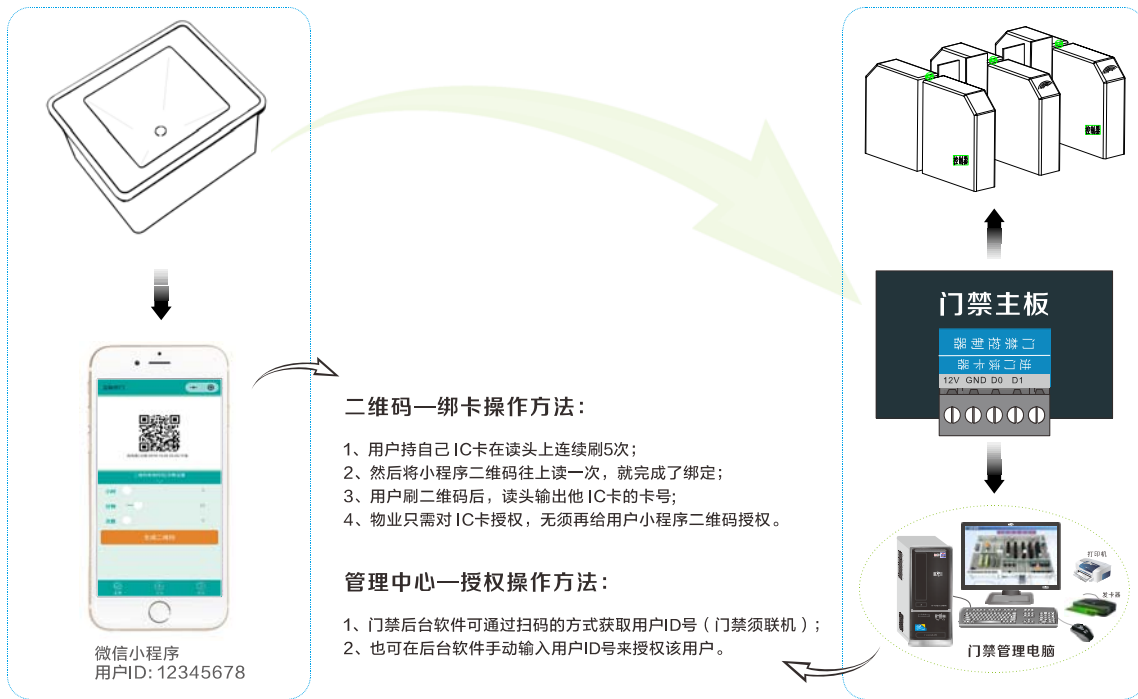 门禁主板
门禁控制器
进门读卡器
12V GND D0 D1
二维码—绑卡操作方法：
1、用户持自己IC卡在读头上连续刷5次；
2、然后将小程序二维码往上读一次，就完成了绑定；
3、用户刷二维码后，读头输出他IC卡的卡号；
4、物业只需对IC卡授权，无须再给用户小程序二维码授权。
生成二维码
管理中心—授权操作方法：
1、门禁后台软件可通过扫码的方式获取用户ID号（门禁须联机）；
2、也可在后台软件手动输入用户ID号来授权该用户。
微信小程序
用户ID：12345678
打印机
发卡器
门禁管理电脑